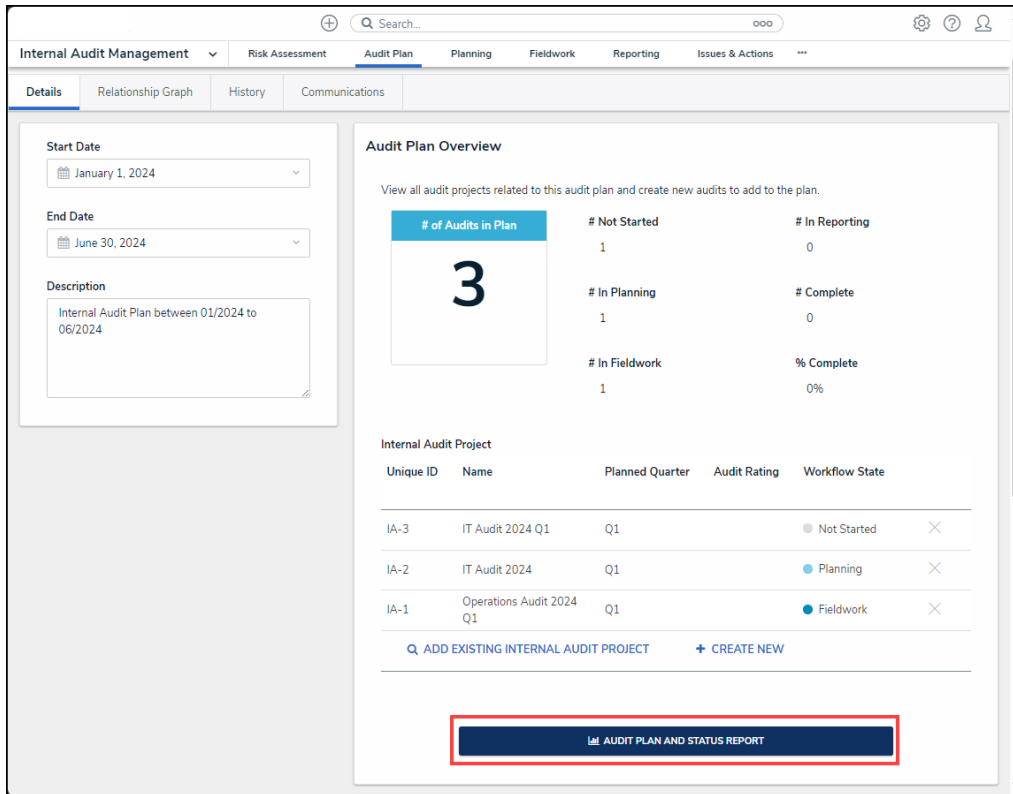 Search...
Internal Audit Management
Risk Assessment
Audit Plan
Planning
Fieldwork
Reporting
Issues & Actions
Details
Relationship Graph
History
Communications
Start Date
January 1, 2024
End Date
June 30, 2024
Description
Internal Audit Plan between 01/2024 to
06/2024
Audit Plan Overview
View all audit projects related to this audit plan and create new audits to add to the plan.
# of Audits in Plan
3
# Not Started
1
# In Reporting
0
# In Planning
1
# Complete
0
# In Fieldwork
1
% Complete
0%
Internal Audit Project
Unique ID Name Planned Quarter Audit Rating Workflow State
IA-3 IT Audit 2024 Q1 Q1 Not Started
IA-2 IT Audit 2024 Q1 Planning
IA-1 Operations Audit 2024 Q1 Fieldwork
Q1
ADD EXISTING INTERNAL AUDIT PROJECT
+ CREATE NEW
AUDIT PLAN AND STATUS REPORT